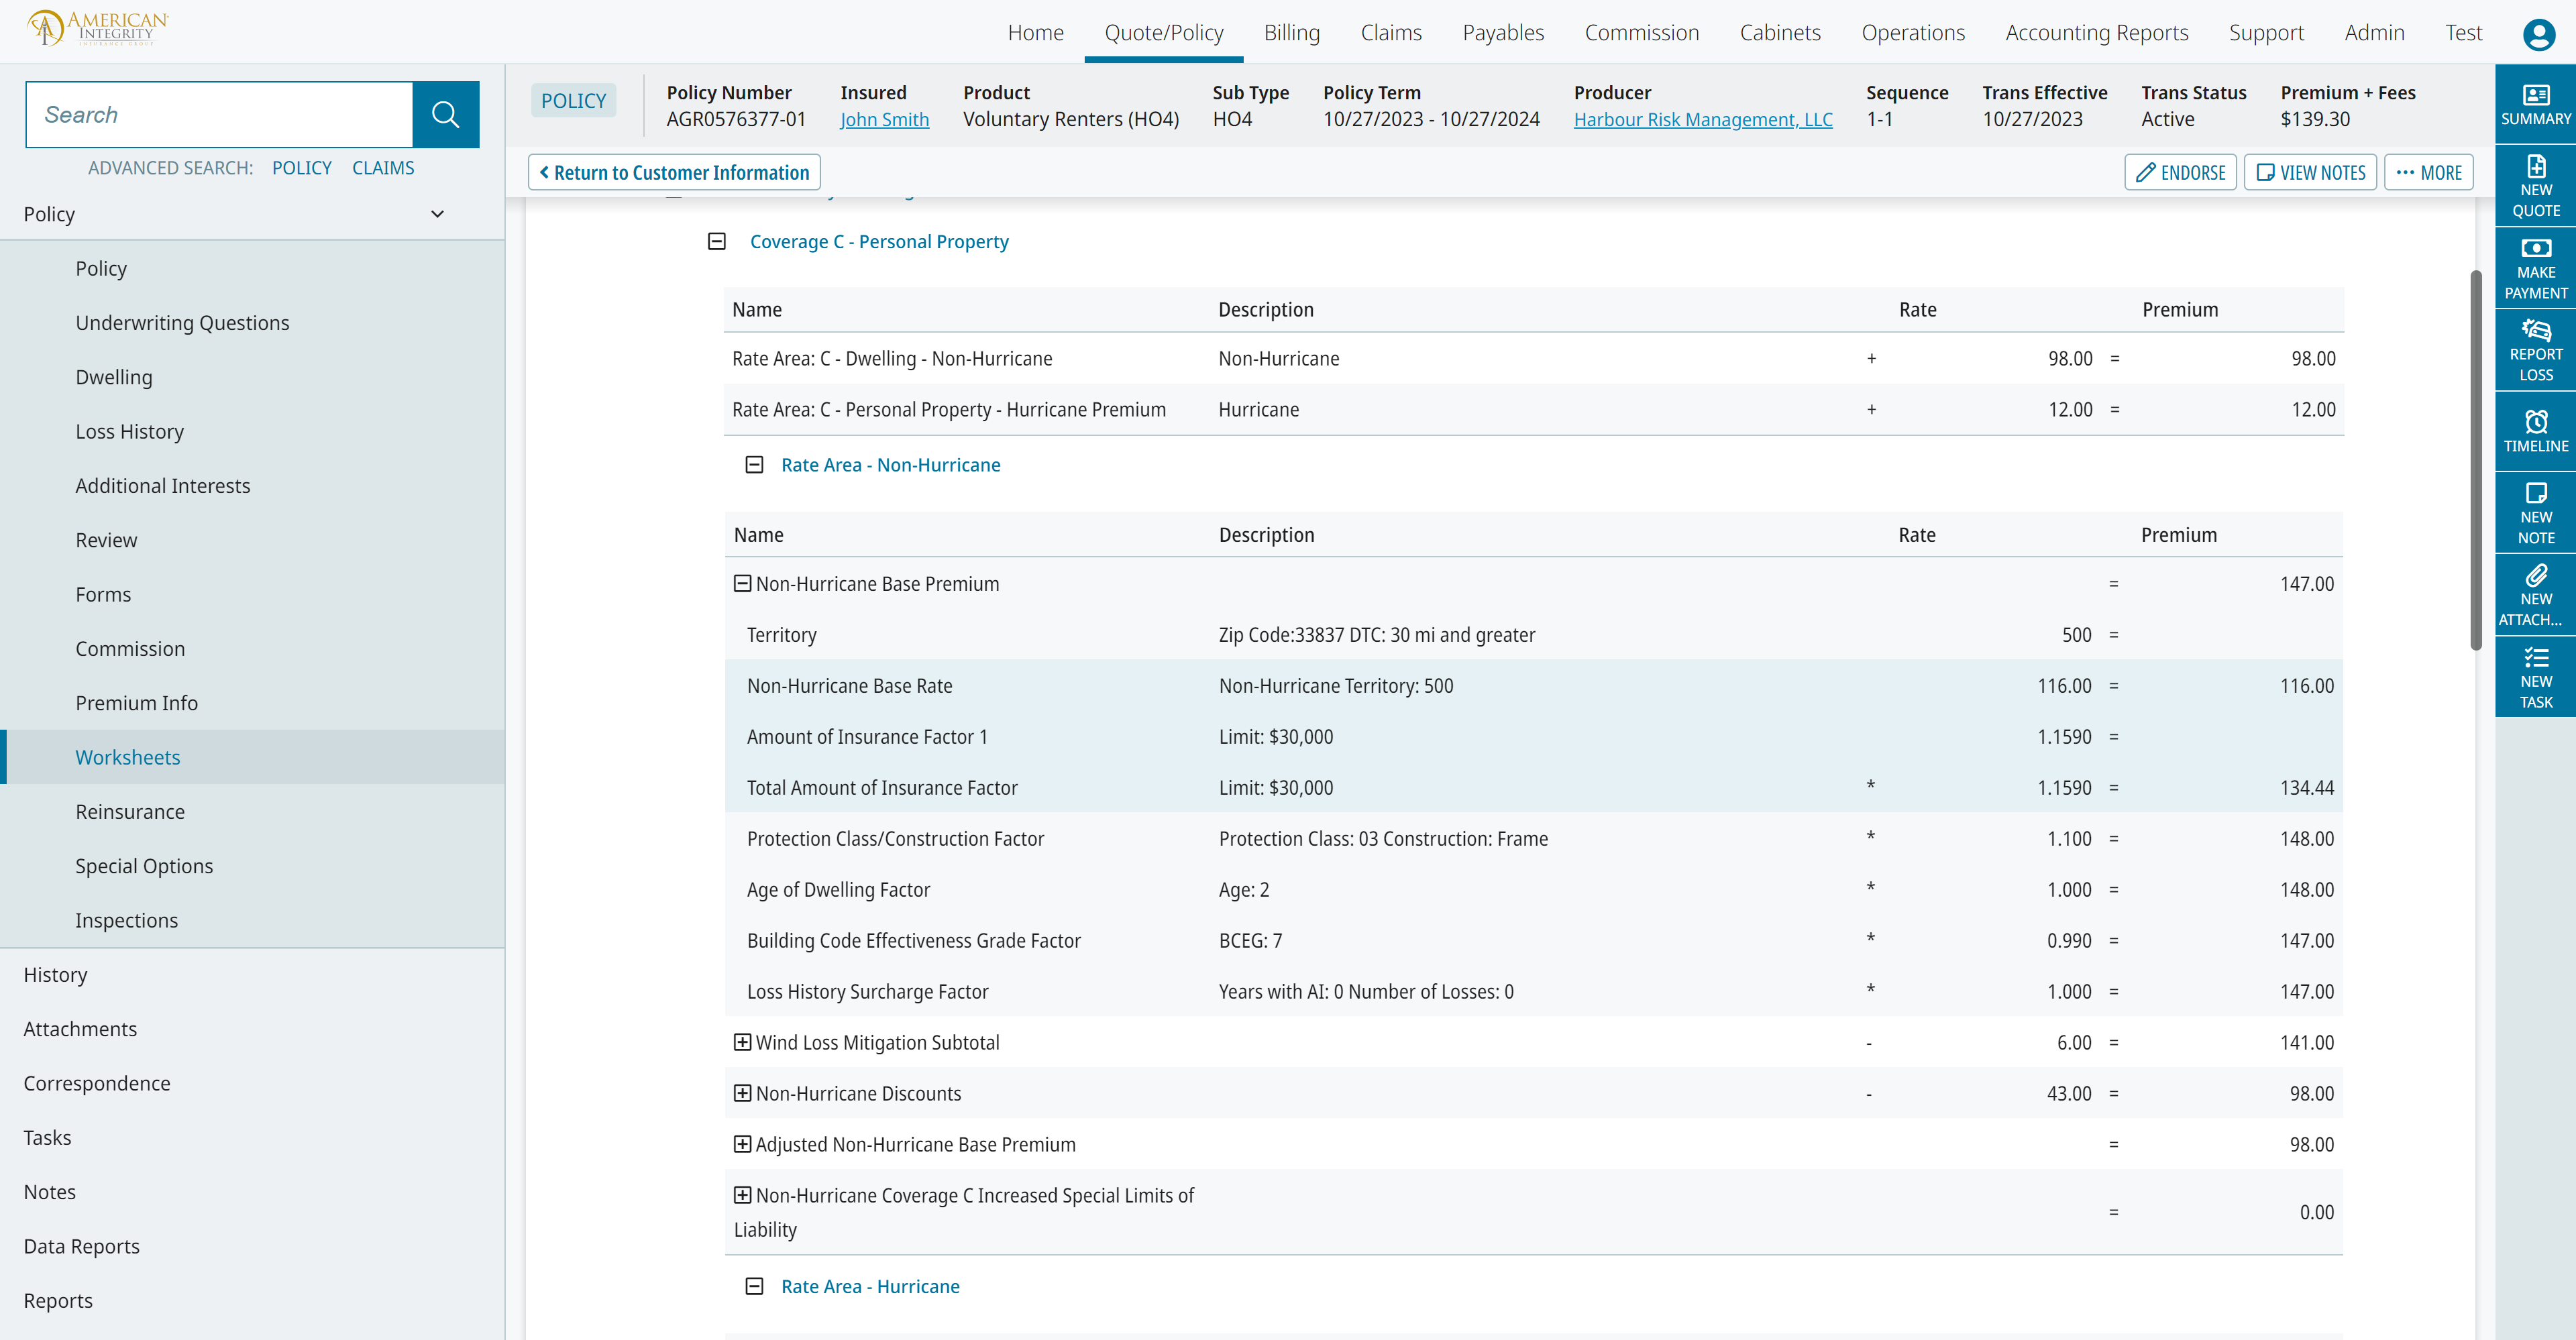 AMERICAN
INTEGRITY
INSURANCE GROUP
Home Quote/Policy Billing Claims Payables Commission Cabinets Operations Accounting Reports Support Admin Test
Search
ADVANCED SEARCH: POLICY CLAIMS
Policy
Policy
Underwriting Questions
Dwelling
Loss History
Additional Interests
Review
Forms
Commission
Premium Info
Worksheets
Reinsurance
Special Options
Inspections
History
Attachments
Correspondence
Tasks
Notes
Data Reports
Reports
POLICY
Policy Number Insured Product Sub Type Policy Term Producer Sequence Trans Effective Trans Status Premium + Fees
AGR0576377-01 John Smith Voluntary Renters (HO4) HO4 10/27/2023 - 10/27/2024 Harbour Risk Management, LLC 1-1 10/27/2023 Active $139.30
Return to Customer Information
ENDORSE VIEW NOTES MORE
Coverage C - Personal Property
Name Description Rate Premium
Rate Area: C - Dwelling - Non-Hurricane Non-Hurricane + 98.00 = 98.00
Rate Area: C - Personal Property - Hurricane Premium Hurricane + 12.00 = 12.00
Rate Area - Non-Hurricane
Name Description Rate Premium
Non-Hurricane Base Premium = 147.00
Territory Zip Code:33837 DTC: 30 mi and greater 500 =
Non-Hurricane Base Rate Non-Hurricane Territory: 500 116.00 = 116.00
Amount of Insurance Factor 1 Limit: $30,000 1.1590 =
Total Amount of Insurance Factor Limit: $30,000 * 1.1590 = 134.44
Protection Class/Construction Factor Protection Class: 03 Construction: Frame * 1.100 = 148.00
Age of Dwelling Factor Age: 2 * 1.000 = 148.00
Building Code Effectiveness Grade Factor BCEG: 7 * 0.990 = 147.00
Loss History Surcharge Factor Years with AI: 0 Number of Losses: 0 * 1.000 = 147.00
Wind Loss Mitigation Subtotal - 6.00 = 141.00
Non-Hurricane Discounts - 43.00 = 98.00
Adjusted Non-Hurricane Base Premium = 98.00
Non-Hurricane Coverage C Increased Special Limits of
Liability = 0.00
Rate Area - Hurricane
SUMMARY
NEW
QUOTE
MAKE
PAYMENT
REPORT
LOSS
TIMELINE
NEW
NOTE
NEW
ATTACH...
NEW
TASK